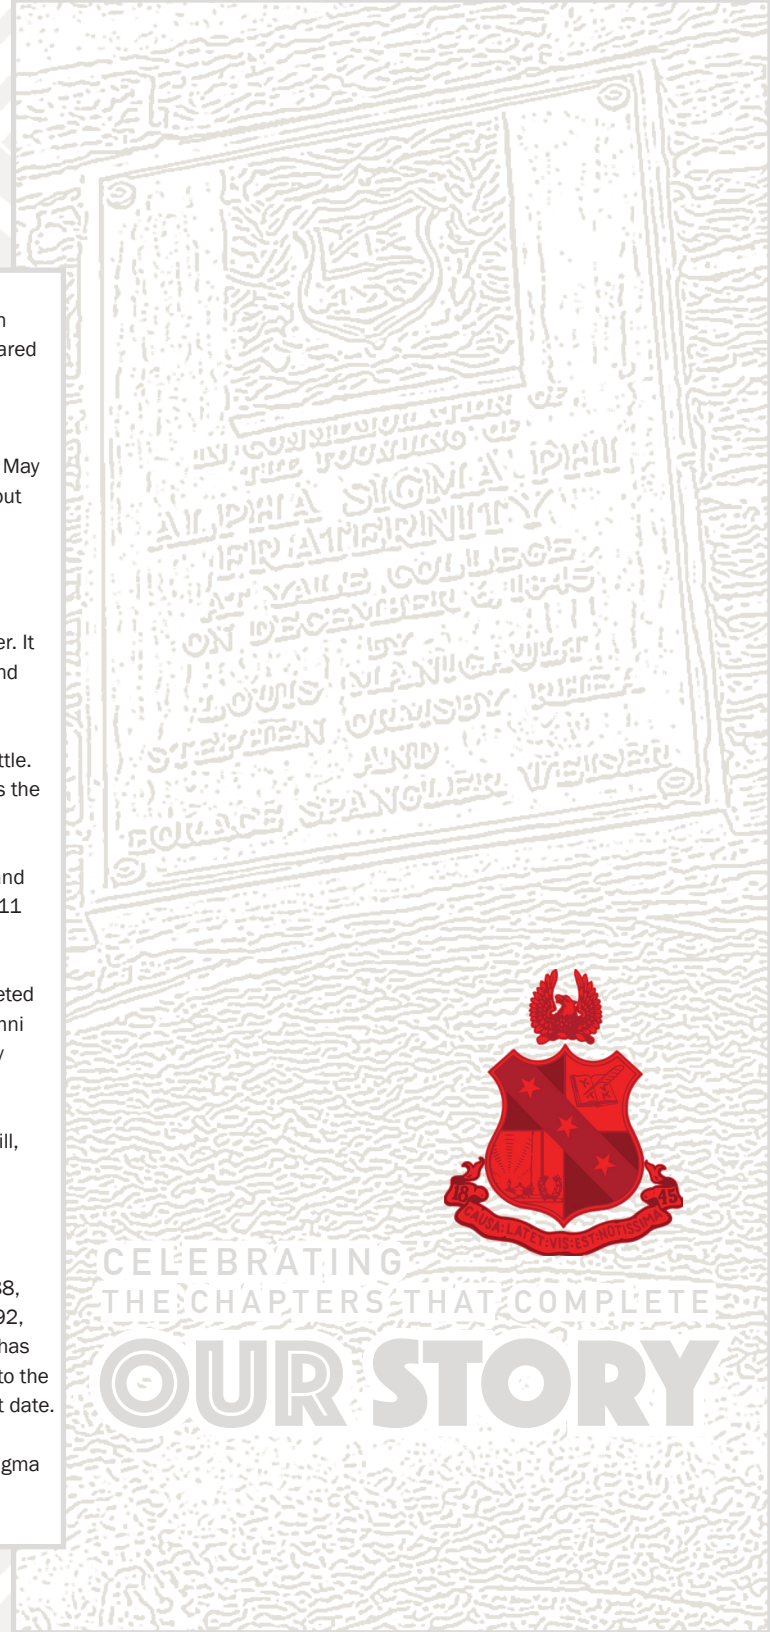 ared
May
out
er. It
nd
ttle.
s the
and
11
eted
nni
y
ill,
38,
92,
has
to the
t date.
gma
IN COMMEMORATION OF
THE FOUNDING OF
ALPHA SIGMA PHI
FRATERNITY
AT YALE COLLEGE
ON DECEMBER 6, 1845
BY
LOUIS MANIGAULT
STEPHEN ORMSBY RHEA
AND
HORACE SPANGLER WEISER
18 45
CAUSA:LATET:VIS:EST:NOTISSIMA
CELEBRATING
THE CHAPTERS THAT COMPLETE
OUR STORY